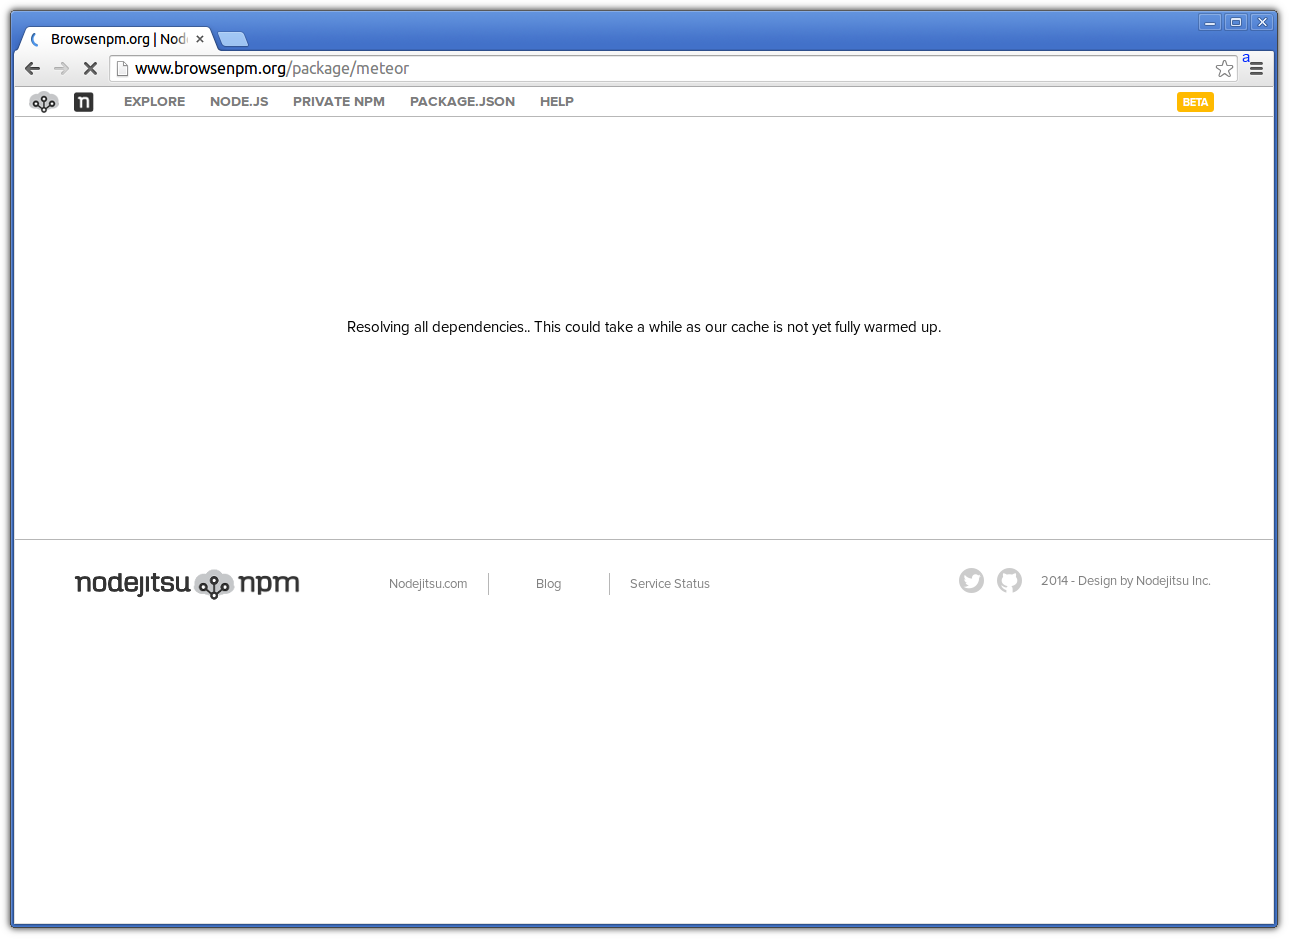 Browsenpm.org | Nod
www.browsenpm.org/package/meteor
a
n
EXPLORE NODE.JS PRIVATE NPM PACKAGE.JSON HELP
BETA
Resolving all dependencies.. This could take a while as our cache is not yet fully warmed up.
nodejitsu npm
Nodejitsu.com
Blog
Service Status
2014 - Design by Nodejitsu Inc.